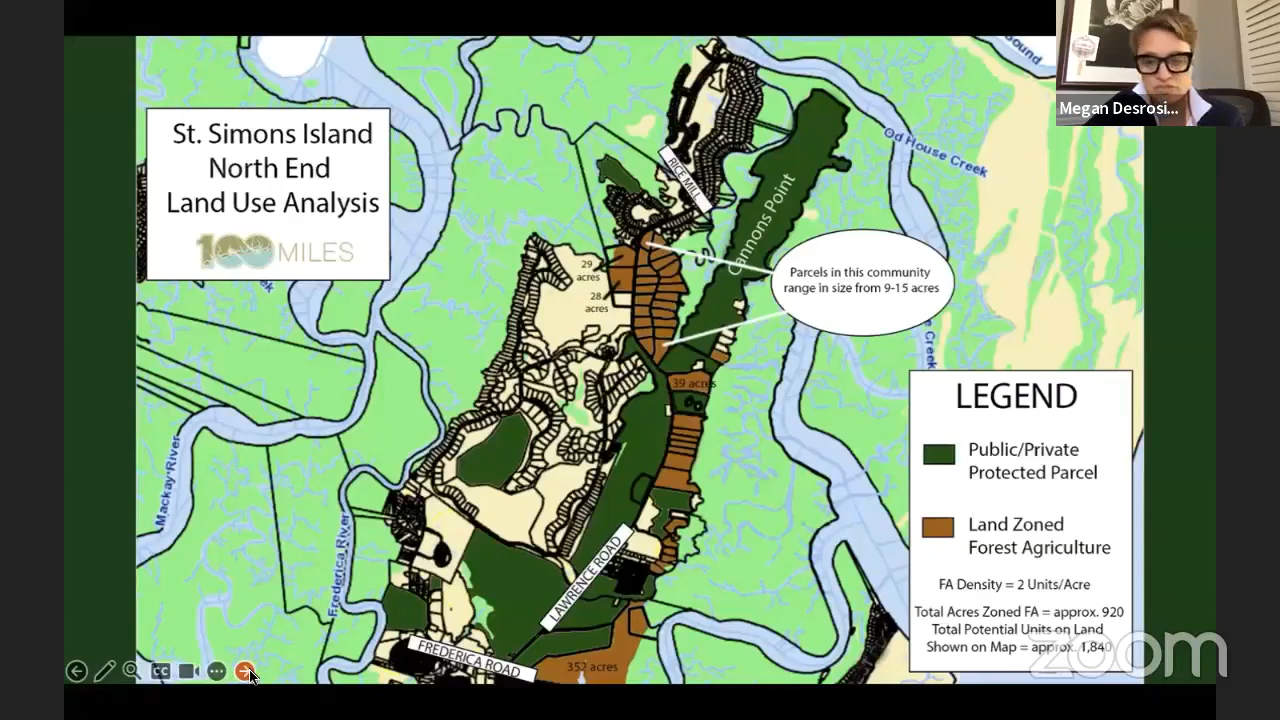 St. Simons Island
North End
Land Use Analysis
100 MILES
Megan Desrosi...
Sound
Od House Creek
RICE MILL
Cannons Point
29
acres
28
acres
Parcels in this community
range in size from 9-15 acres
e Creek
39 acres
Mackay River
Frederica River
LAWRENCE ROAD
FREDERICA ROAD
352 acres
LEGEND
Public/Private
Protected Parcel
Land Zoned
Forest Agriculture
FA Density = 2 Units/Acre
Total Acres Zoned FA = approx. 920
Total Potential Units on Land
Shown on Map = approx. 1,840
CC
zoom